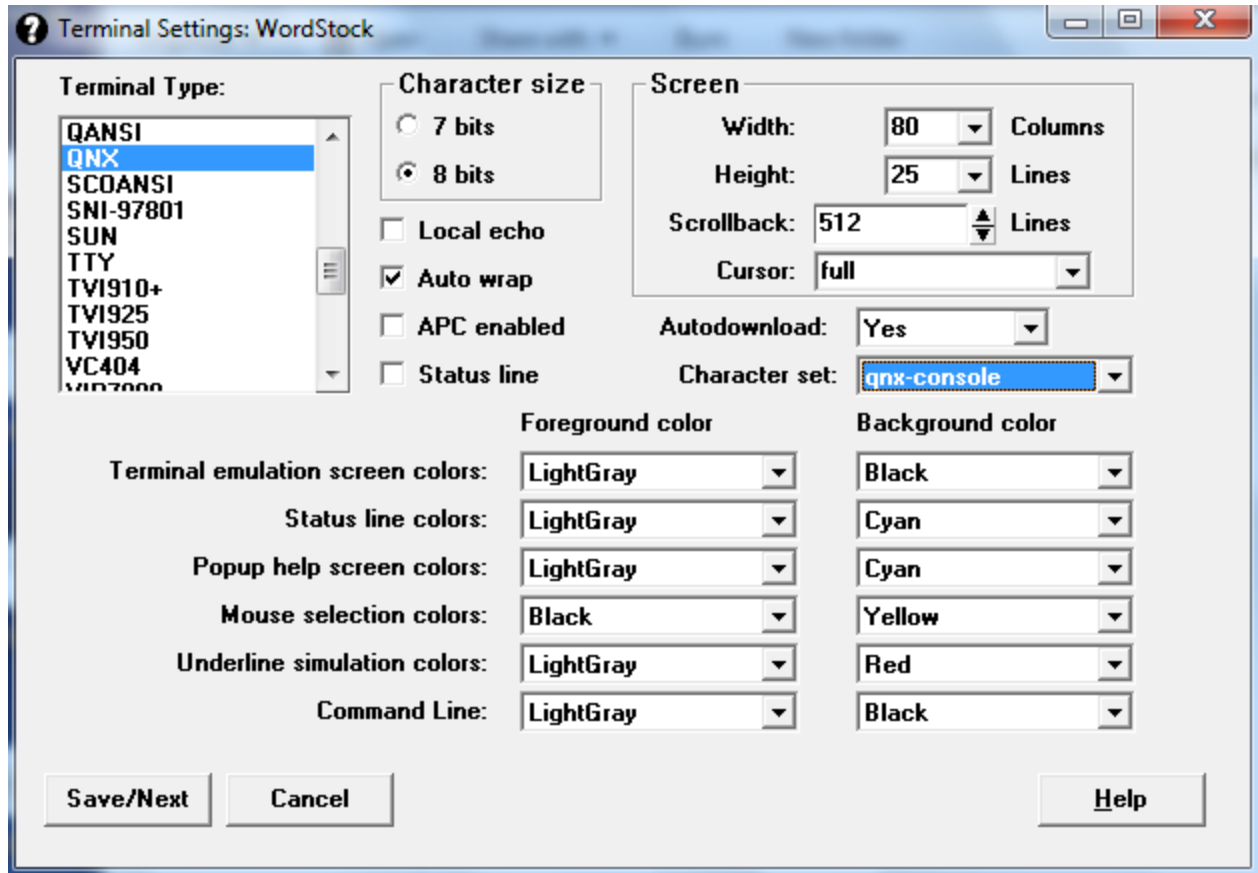 Terminal Settings: WordStock
Terminal Type:
QANSI
QNX
SCOANSI
SNI-97801
SUN
TTY
TVI910+
TVI925
TVI950
VC404
Character size
7 bits
8 bits
Local echo
Auto wrap
APC enabled
Status line
Screen
Width: 80 Columns
Height: 25 Lines
Scrollback: 512 Lines
Cursor: full
Autodownload: Yes
Character set: qnx-console
Foreground color Background color
Terminal emulation screen colors: LightGray Black
Status line colors: LightGray Cyan
Popup help screen colors: LightGray Cyan
Mouse selection colors: Black Yellow
Underline simulation colors: LightGray Red
Command Line: LightGray Black
Save/Next Cancel Help